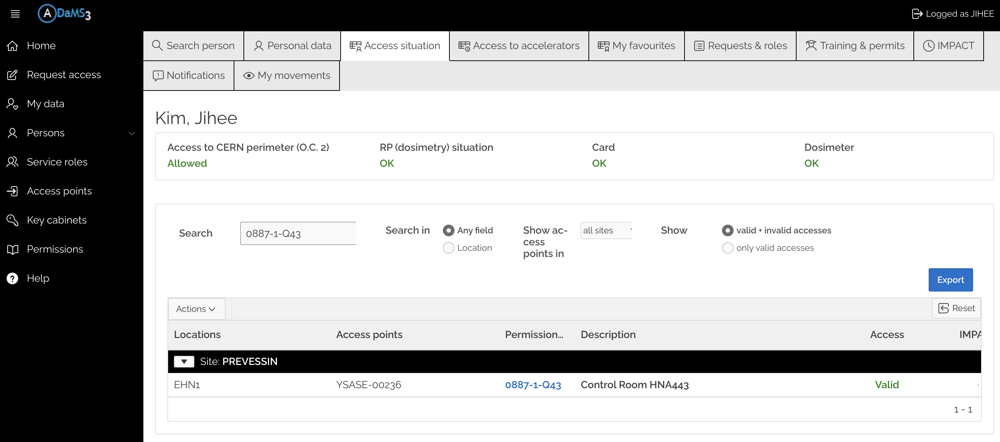 ADaMS3
Logged as JIHEE
Home
Request access
My data
Persons
Service roles
Access points
Key cabinets
Permissions
Help
Search person
Personal data
Access situation
Access to accelerators
My favourites
Requests & roles
Training & permits
IMPACT
Notifications
My movements
Kim, Jihee
Access to CERN perimeter (O.C. 2)
Allowed
RP (dosimetry) situation
OK
Card
OK
Dosimeter
OK
Search
0887-1-Q43
Search in
Any field
Location
Show ac-
cess
points in
all sites
Show
valid + invalid accesses
only valid accesses
Export
Actions
Reset
Locations
Access points
Permission...
Description
Access
IMPA
Site: PREVESSIN
EHN1
YSASE-00236
0887-1-Q43
Control Room HNA443
Valid
1 - 1